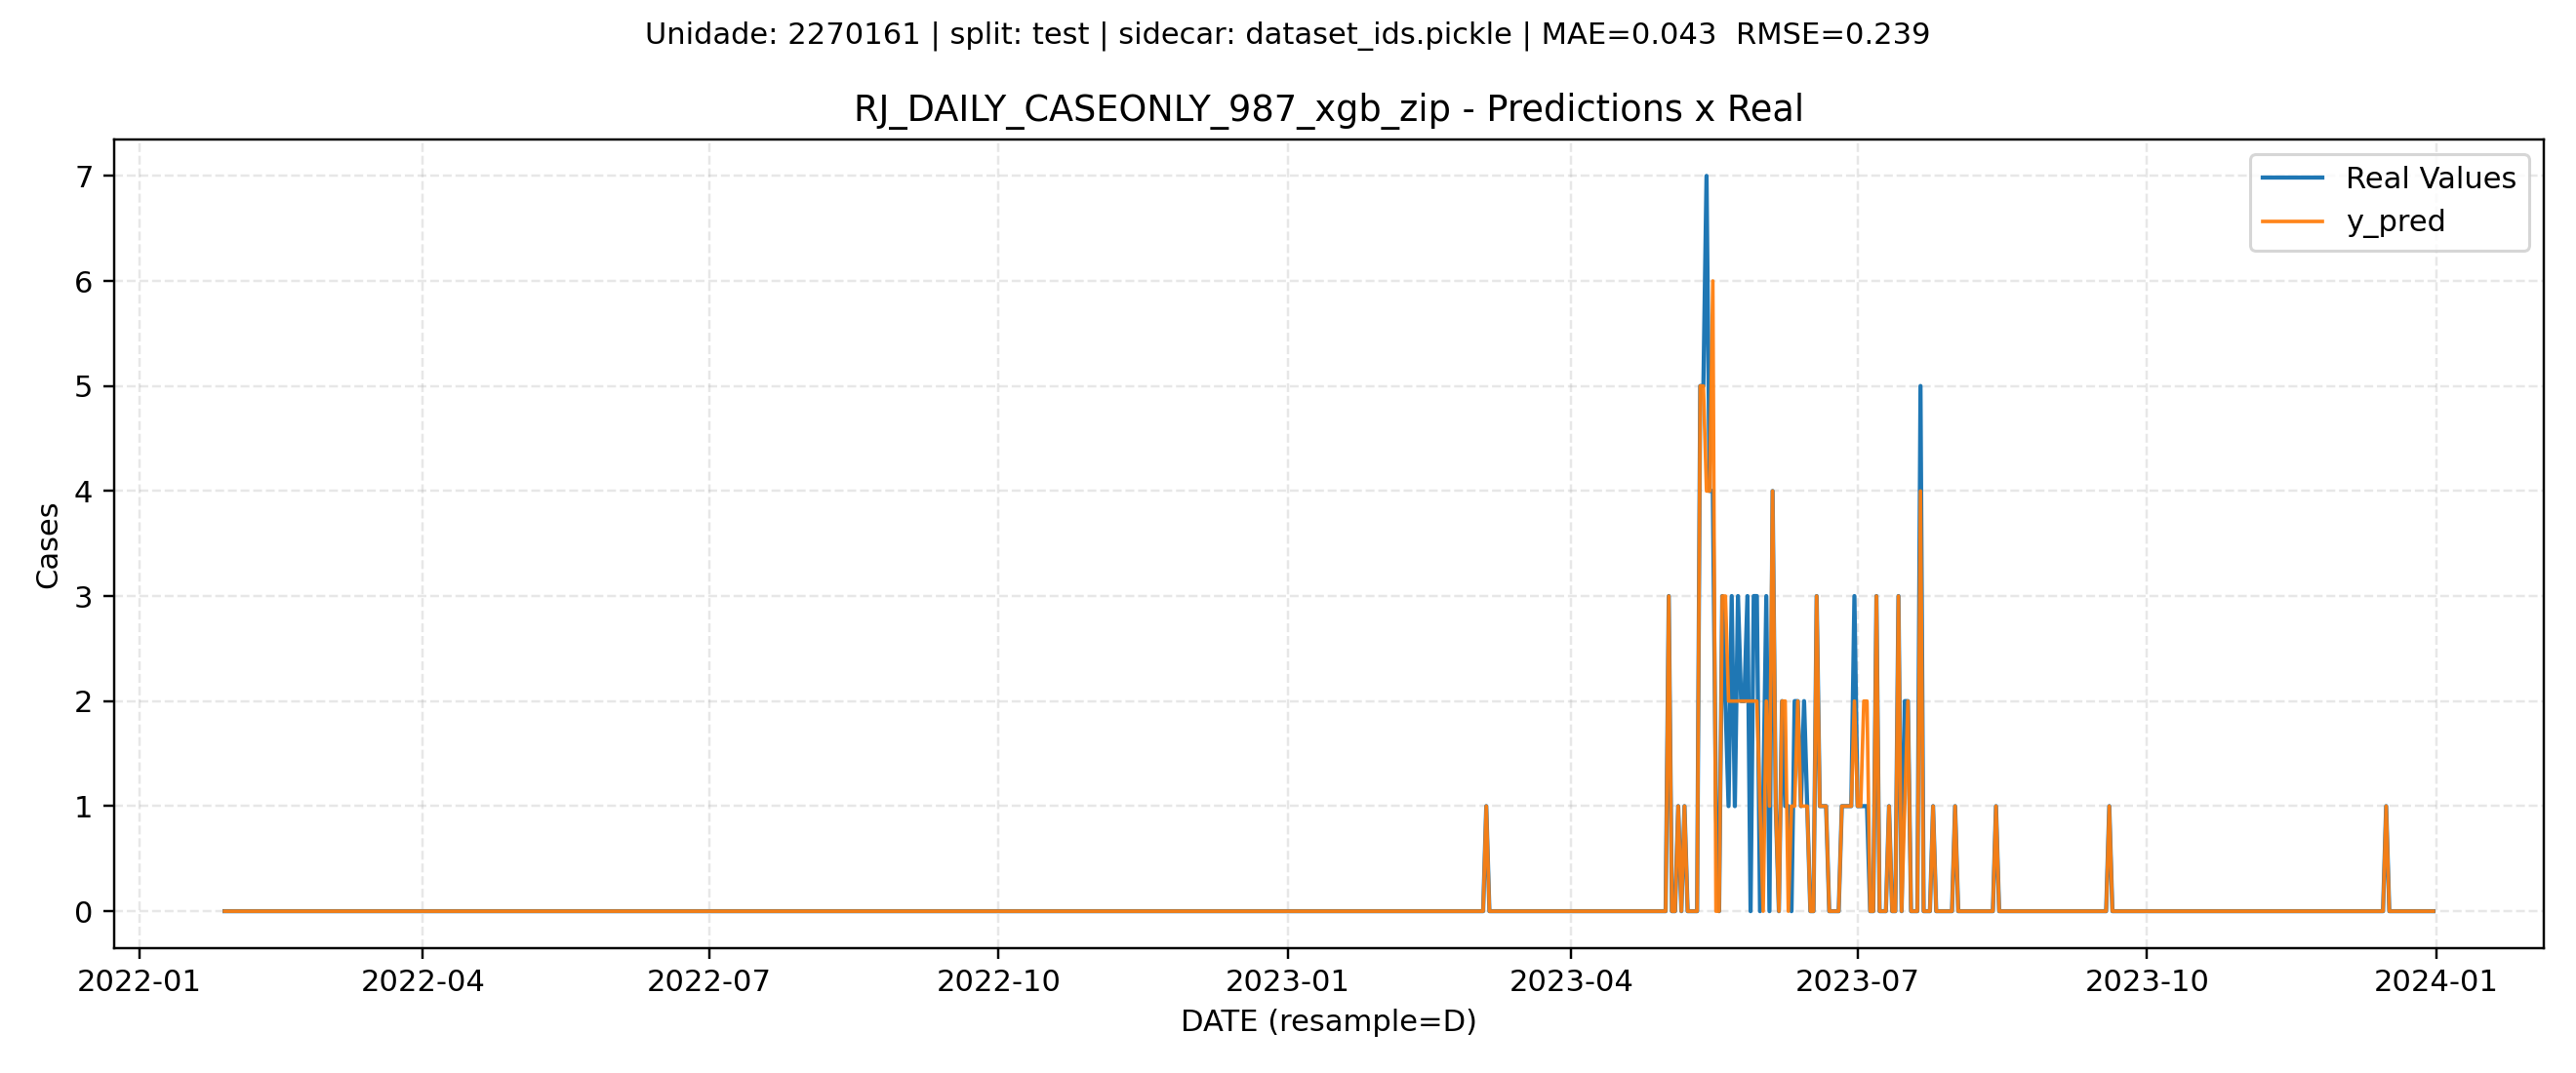 Unidade: 2270161 | split: test | sidecar: dataset_ids.pickle | MAE=0.043  RMSE=0.239
RJ_DAILY_CASEONLY_987_xgb_zip - Predictions x Real
Real Values
y_pred
7
6
5
4
3
2
1
0
Cases
2022-01
2022-04
2022-07
2022-10
2023-01
2023-04
2023-07
2023-10
2024-01
DATE (resample=D)